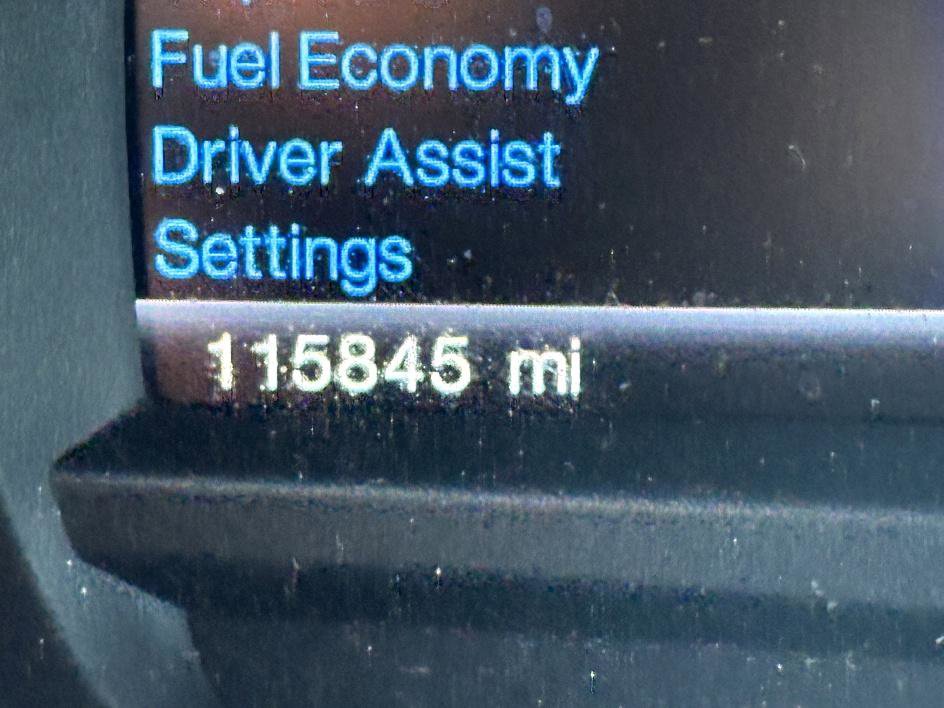 Fuel Economy
Driver Assist
Settings
115845 mi